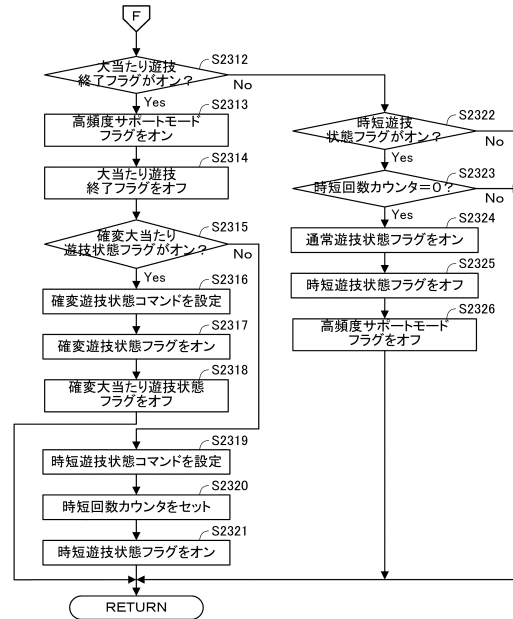 F
S2312
大当たり遊技
終了フラグがオン?
No
Yes
S2313
高頻度サポートモード
フラグをオン
S2314
大当たり遊技
終了フラグをオフ
S2315
確変大当たり
遊技状態フラグがオン?
No
Yes
S2316
確変遊技状態コマンドを設定
S2317
確変遊技状態フラグをオン
S2318
確変大当たり遊技状態
フラグをオフ
S2319
時短遊技状態コマンドを設定
S2320
時短回数カウンタをセット
S2321
時短遊技状態フラグをオン
RETURN
S2322
時短遊技
状態フラグがオン?
No
Yes
S2323
時短回数カウンタ=0?
No
Yes
S2324
通常遊技状態フラグをオン
S2325
時短遊技状態フラグをオフ
S2326
高頻度サポートモード
フラグをオフ